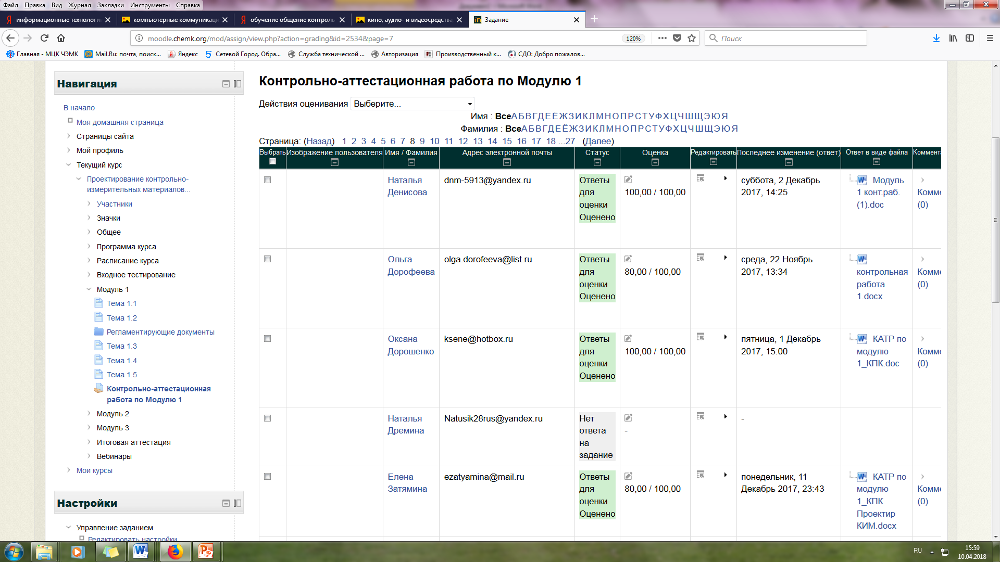 Файл Правка Вид Журнал Закладки Инструменты Справка
информационные технологи
компьютерные коммуникац
обучение общение контрол
кино, аудио- и видеосредства
Задание
moodle.chemk.org/mod/assign/view.php?action=grading&id=2534&page=7
120%
Поиск
Главная - МЦК ЧЭМК
Mail.Ru: почта, поиск...
Яндекс
Сетевой Город. Обра...
Служба технической ...
Авторизация
Производственный к...
СДО: Добро пожалов...
Навигация
В начало
Моя домашняя страница
Страницы сайта
Мой профиль
Текущий курс
Проектирование контрольно-
измерительных материалов...
Участники
Значки
Общее
Программа курса
Расписание курса
Входное тестирование
Модуль 1
Тема 1.1
Тема 1.2
Регламентирующие документы
Тема 1.3
Тема 1.4
Тема 1.5
Контрольно-аттестационная
работа по Модулю 1
Модуль 2
Модуль 3
Итоговая аттестация
Вебинары
Мои курсы
Настройки
Управление заданием
Редактировать настройки
Контрольно-аттестационная работа по Модулю 1
Действия оценивания Выберите...
Имя : Все А Б В Г Д Е Ё Ж З И К Л М Н О П Р С Т У Ф Х Ц Ч Ш Щ Э Ю Я
Фамилия : Все А Б В Г Д Е Ё Ж З И К Л М Н О П Р С Т У Ф Х Ц Ч Ш Щ Э Ю Я
Страница: (Назад) 1 2 3 4 5 6 7 8 9 10 11 12 13 14 15 16 17 18 ...27 (Далее)
Выбрать Изображение пользователя Имя / Фамилия Адрес электронной почты Статус Оценка Редактировать Последнее изменение (ответ) Ответ в виде файла Коммента
Наталья
Денисова
dnm-5913@yandex.ru
Ответы
для
оценки
Оценено
100,00 / 100,00
суббота, 2 Декабрь
2017, 14:25
Модуль
1 конт.раб.
(1).doc
Комме
(0)
Ольга
Дорофеева
olga.dorofeeva@list.ru
Ответы
для
оценки
Оценено
80,00 / 100,00
среда, 22 Ноябрь
2017, 13:34
контрольная
работа
1.docx
Комме
(0)
Оксана
Дорошенко
ksene@hotbox.ru
Ответы
для
оценки
Оценено
100,00 / 100,00
пятница, 1 Декабрь
2017, 15:00
КАТР по
модулю
1_КПК.doc
Комме
(0)
Наталья
Дрёмина
Natusik28rus@yandex.ru
Нет
ответа
на
задание
-
-
Елена
Затямина
ezatyamina@mail.ru
Ответы
для
оценки
Оценено
80,00 / 100,00
понедельник, 11
Декабрь 2017, 23:43
КАТР по
модулю
1_КПК
Проектир
КИМ.docx
Комме
(0)
RU
15:59
10.04.2018